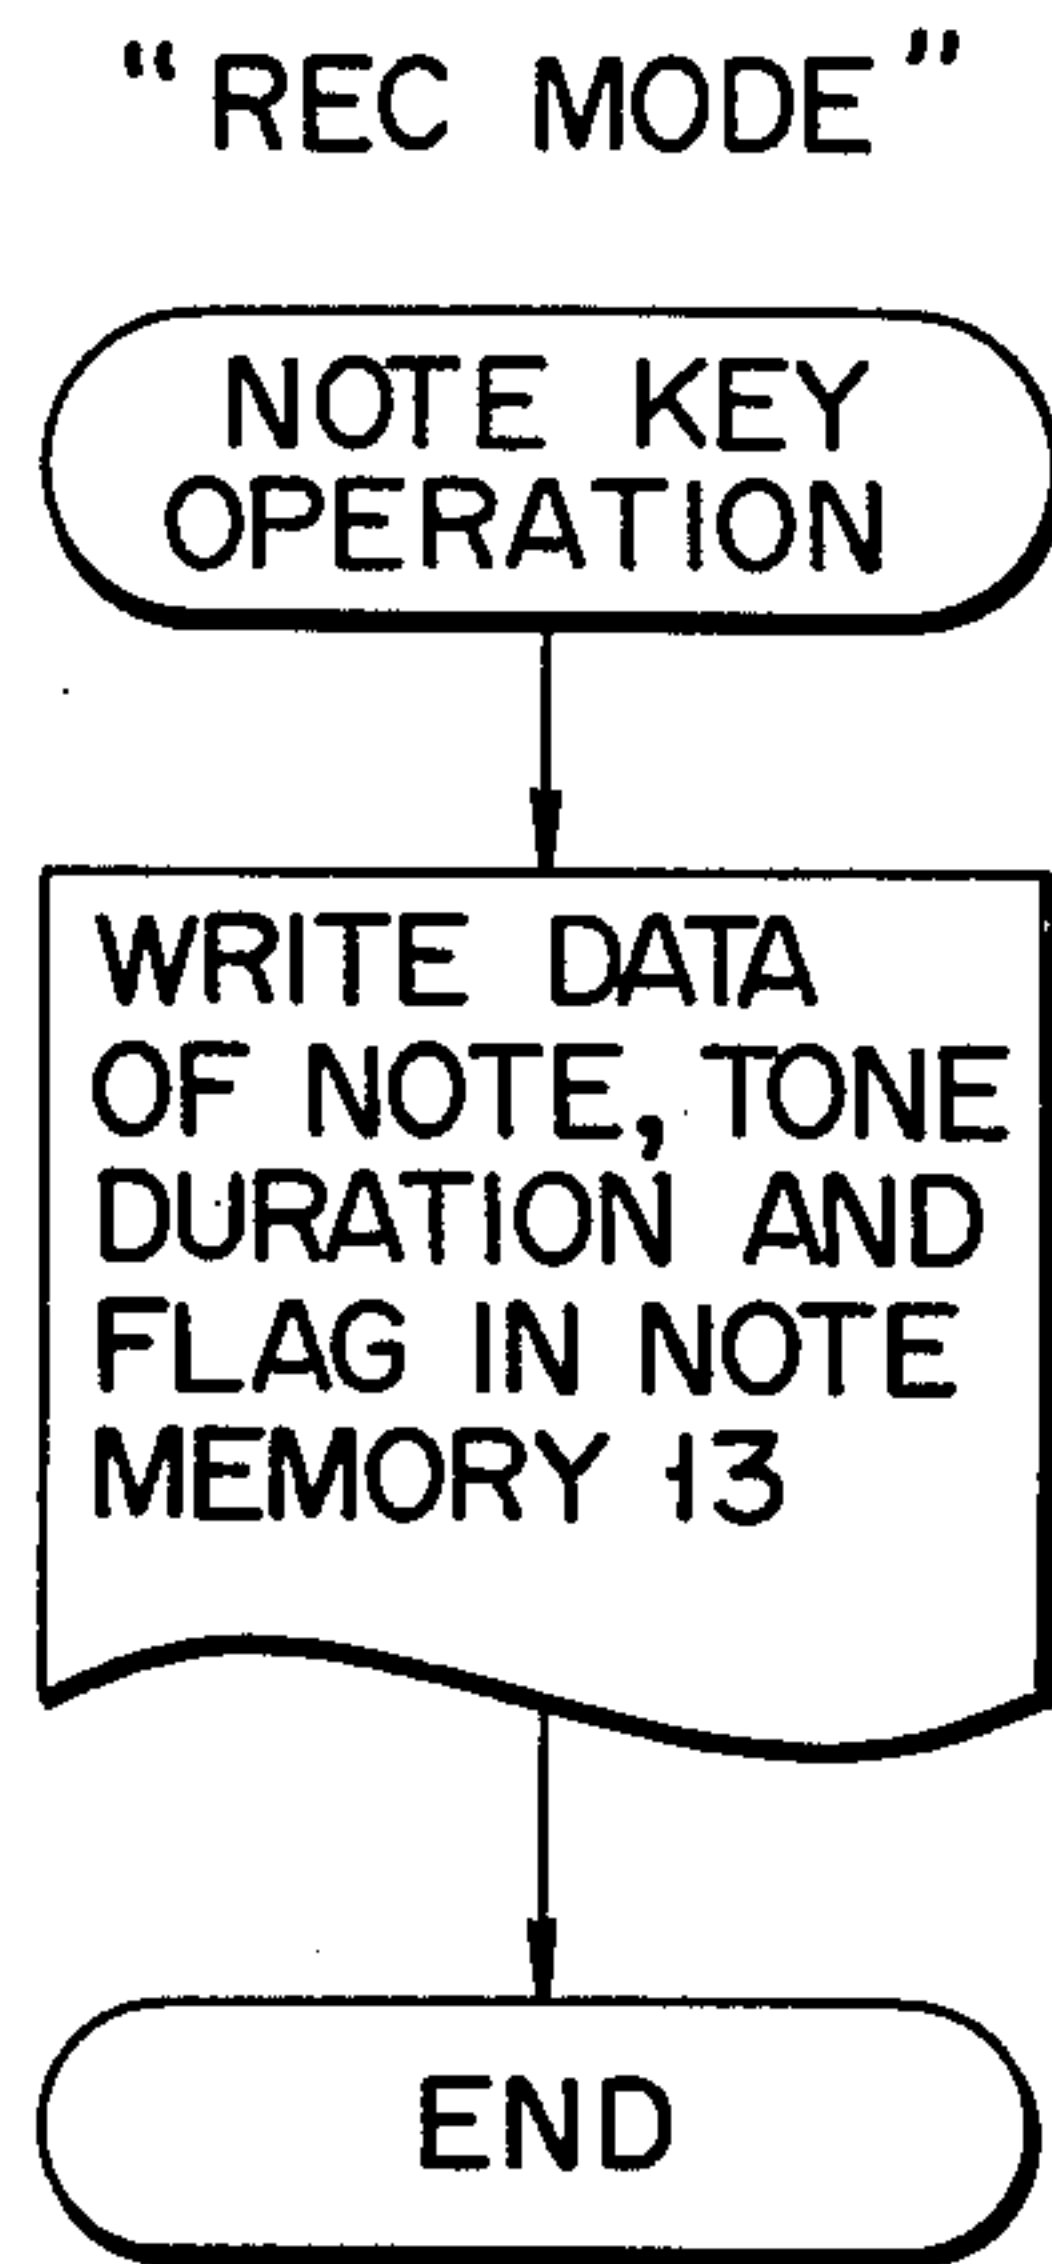 “REC MODE”
NOTE KEY
OPERATION
WRITE DATA
OF NOTE, TONE
DURATION AND
FLAG IN NOTE
MEMORY 13
END